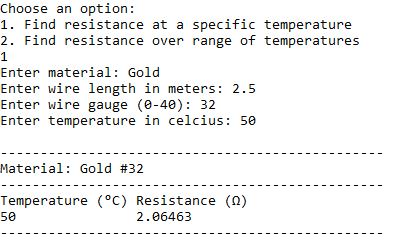 Choose an option:
1. Find resistance at a specific temperature
2. Find resistance over range of temperatures
1
Enter material: Gold
Enter wire length in meters: 2.5
Enter wire gauge (0-40): 32
Enter temperature in celcius: 50
------------------------------------------------
Material: Gold #32
------------------------------------------------
Temperature (°C) Resistance (Ω)
50               2.06463
------------------------------------------------